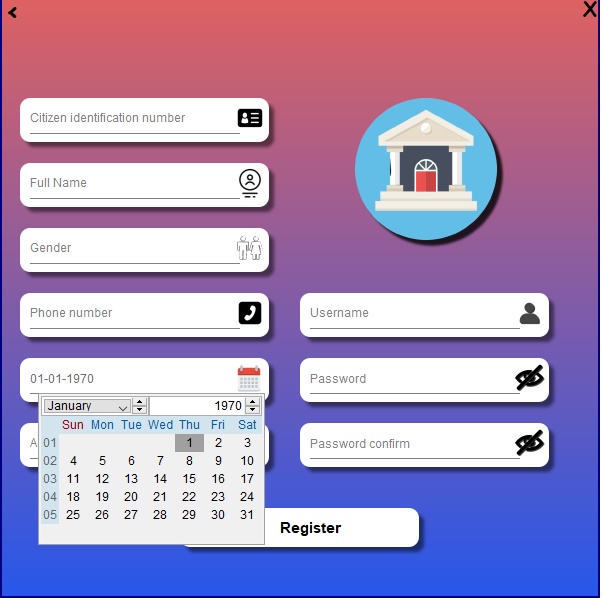 <
X
Citizen identification number
Full Name
Gender
Phone number
Username
01-01-1970
Password
January 1970
Sun Mon Tue Wed Thu Fri Sat
01 1 2 3
02 4 5 6 7 8 9 10
03 11 12 13 14 15 16 17
04 18 19 20 21 22 23 24
05 25 26 27 28 29 30 31
A
Password confirm
Register